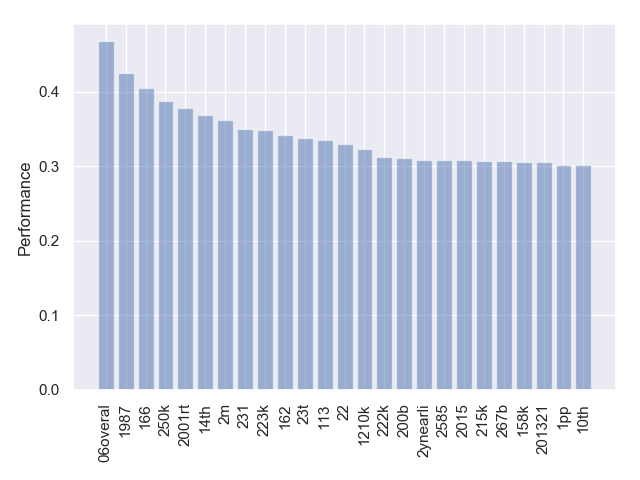 Performance
0.4
0.3
0.2
0.1
0.0
06overal
1987
166
250k
2001rt
14th
2m
231
223k
162
23t
113
22
1210k
222k
200b
2ynearli
2585
2015
215k
267b
158k
201321
1pp
10th